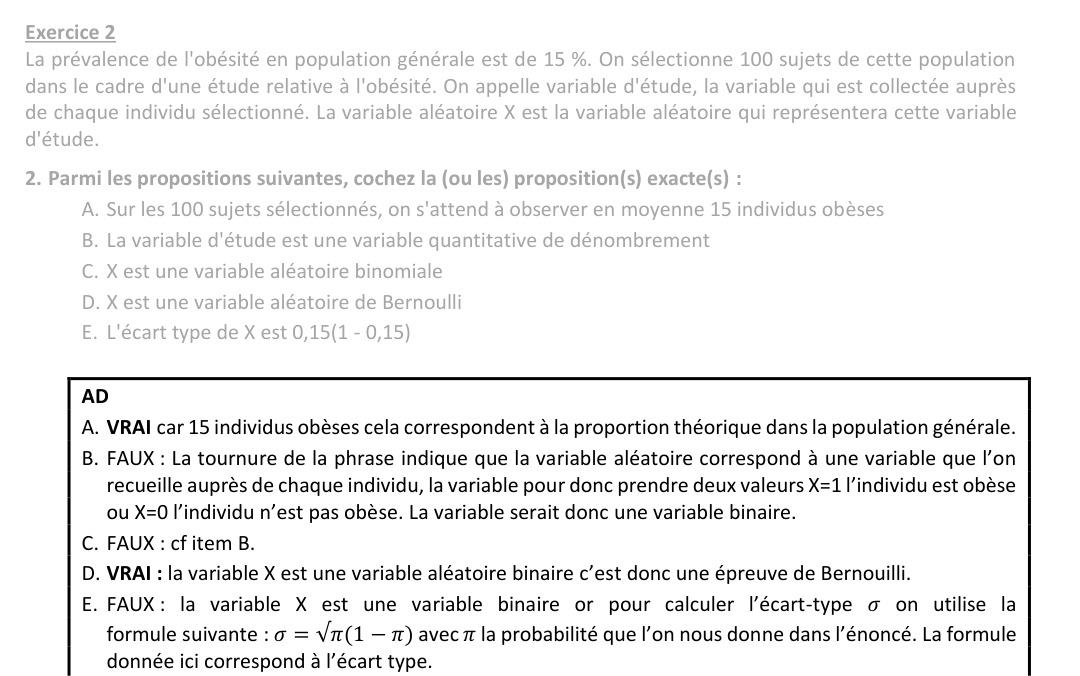 Exercice 2
La prévalence de l'obésité en population générale est de 15 %. On sélectionne 100 sujets de cette population
dans le cadre d'une étude relative à l'obésité. On appelle variable d'étude, la variable qui est collectée auprès
de chaque individu sélectionné. La variable aléatoire X est la variable aléatoire qui représentera cette variable
d'étude.
2. Parmi les propositions suivantes, cochez la (ou les) proposition(s) exacte(s) :
A. Sur les 100 sujets sélectionnés, on s'attend à observer en moyenne 15 individus obèses
B. La variable d'étude est une variable quantitative de dénombrement
C. X est une variable aléatoire binomiale
D. X est une variable aléatoire de Bernoulli
E. L'écart type de X est 0,15(1 - 0,15)
AD
A. VRAI car 15 individus obèses cela correspondent à la proportion théorique dans la population générale.
B. FAUX : La tournure de la phrase indique que la variable aléatoire correspond à une variable que l’on
recueille auprès de chaque individu, la variable pour donc prendre deux valeurs X=1 l’individu est obèse
ou X=0 l’individu n’est pas obèse. La variable serait donc une variable binaire.
C. FAUX : cf item B.
D. VRAI : la variable X est une variable aléatoire binaire c’est donc une épreuve de Bernouilli.
E. FAUX : la variable X est une variable binaire or pour calculer l’écart-type σ on utilise la
formule suivante : σ = √π(1 − π) avec π la probabilité que l’on nous donne dans l’énoncé. La formule
donnée ici correspond à l’écart type.